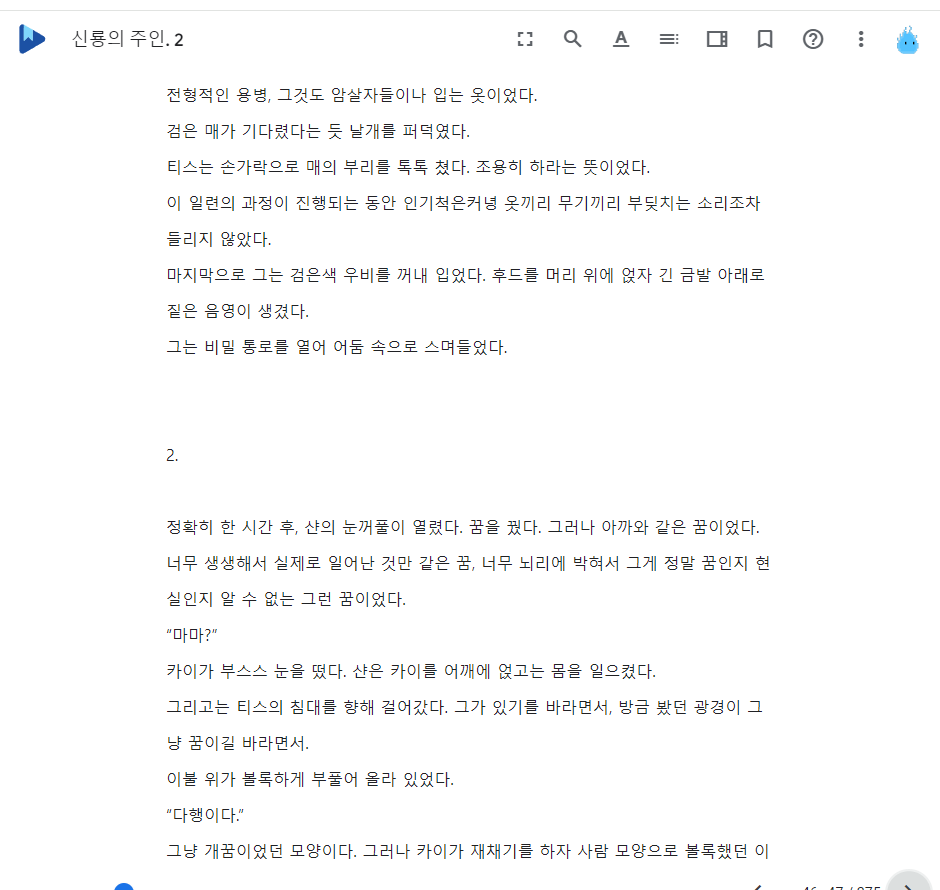 신룡의 주인. 2
전형적인 용병, 그것도 암살자들이나 입는 옷이었다.
검은 매가 기다렸다는 듯 날개를 퍼덕였다.
티스는 손가락으로 매의 부리를 톡톡 쳤다. 조용히 하라는 뜻이었다.
이 일련의 과정이 진행되는 동안 인기척은커녕 옷끼리 무기끼리 부딪치는 소리조차
들리지 않았다.
마지막으로 그는 검은색 우비를 꺼내 입었다. 후드를 머리 위에 얹자 긴 금발 아래로
짙은 음영이 생겼다.
그는 비밀 통로를 열어 어둠 속으로 스며들었다.
2.
정확히 한 시간 후, 샨의 눈꺼풀이 열렸다. 꿈을 꿨다. 그러나 아까와 같은 꿈이었다.
너무 생생해서 실제로 일어난 것만 같은 꿈, 너무 뇌리에 박혀서 그게 정말 꿈인지 현
실인지 알 수 없는 그런 꿈이었다.
“마마?”
카이가 부스스 눈을 떴다. 샨은 카이를 어깨에 얹고는 몸을 일으켰다.
그리고는 티스의 침대를 향해 걸어갔다. 그가 있기를 바라면서, 방금 봤던 광경이 그
냥 꿈이길 바라면서.
이불 위가 볼록하게 부풀어 올라 있었다.
“다행이다.”
그냥 개꿈이었던 모양이다. 그러나 카이가 재채기를 하자 사람 모양으로 볼록했던 이